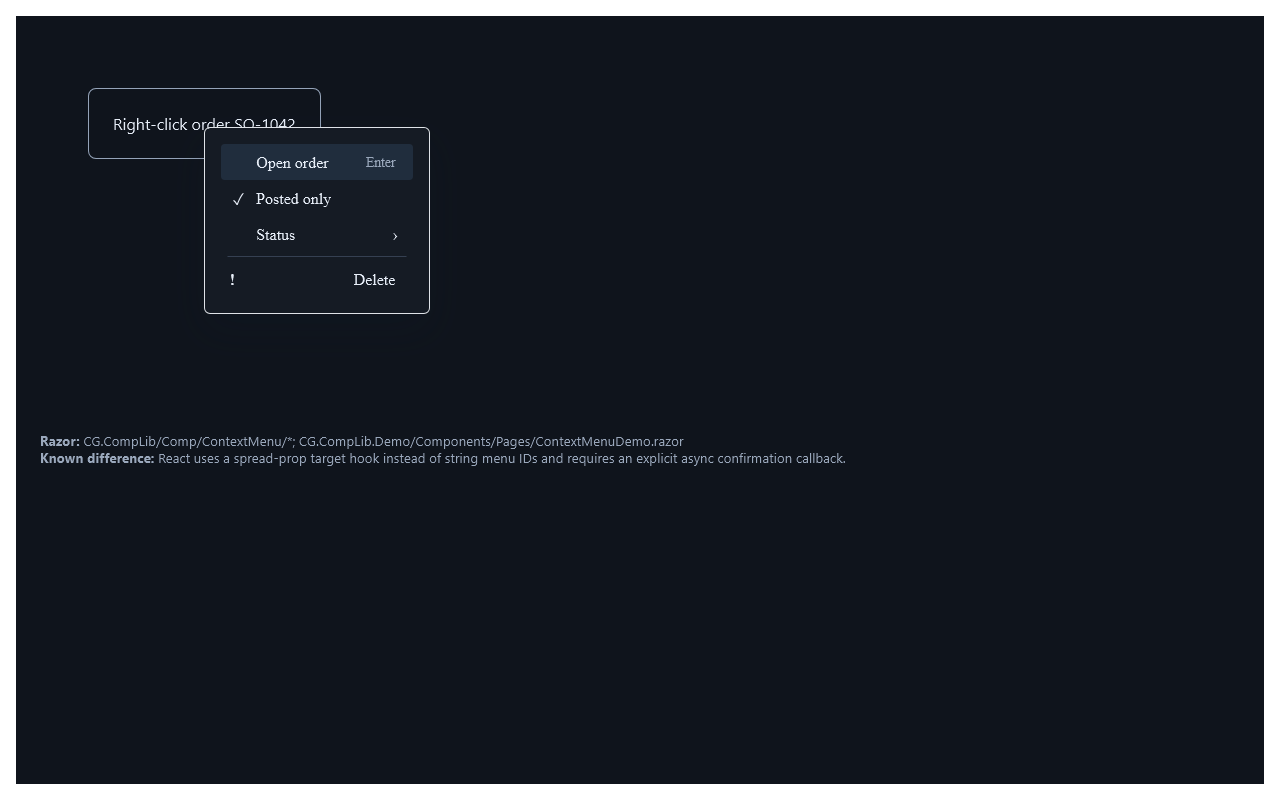 Right-click order SO-1042
Open order Enter
✓ Posted only
Status ›
! Delete
Razor: CG.CompLib/Comp/ContextMenu/*; CG.CompLib.Demo/Components/Pages/ContextMenuDemo.razor
Known difference: React uses a spread-prop target hook instead of string menu IDs and requires an explicit async confirmation callback.